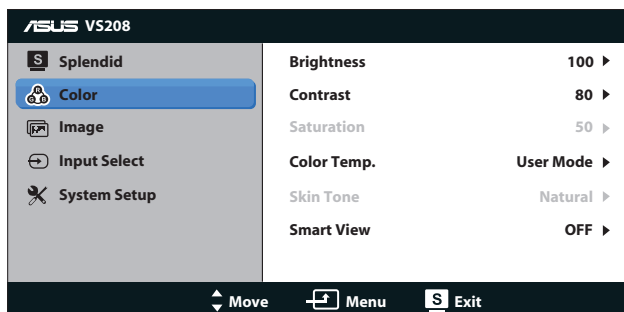 ASUS VS208
S Splendid
R G B Color
Image
Input Select
System Setup
Brightness 100
Contrast 80
Saturation 50
Color Temp. User Mode
Skin Tone Natural
Smart View OFF
Move Menu S Exit